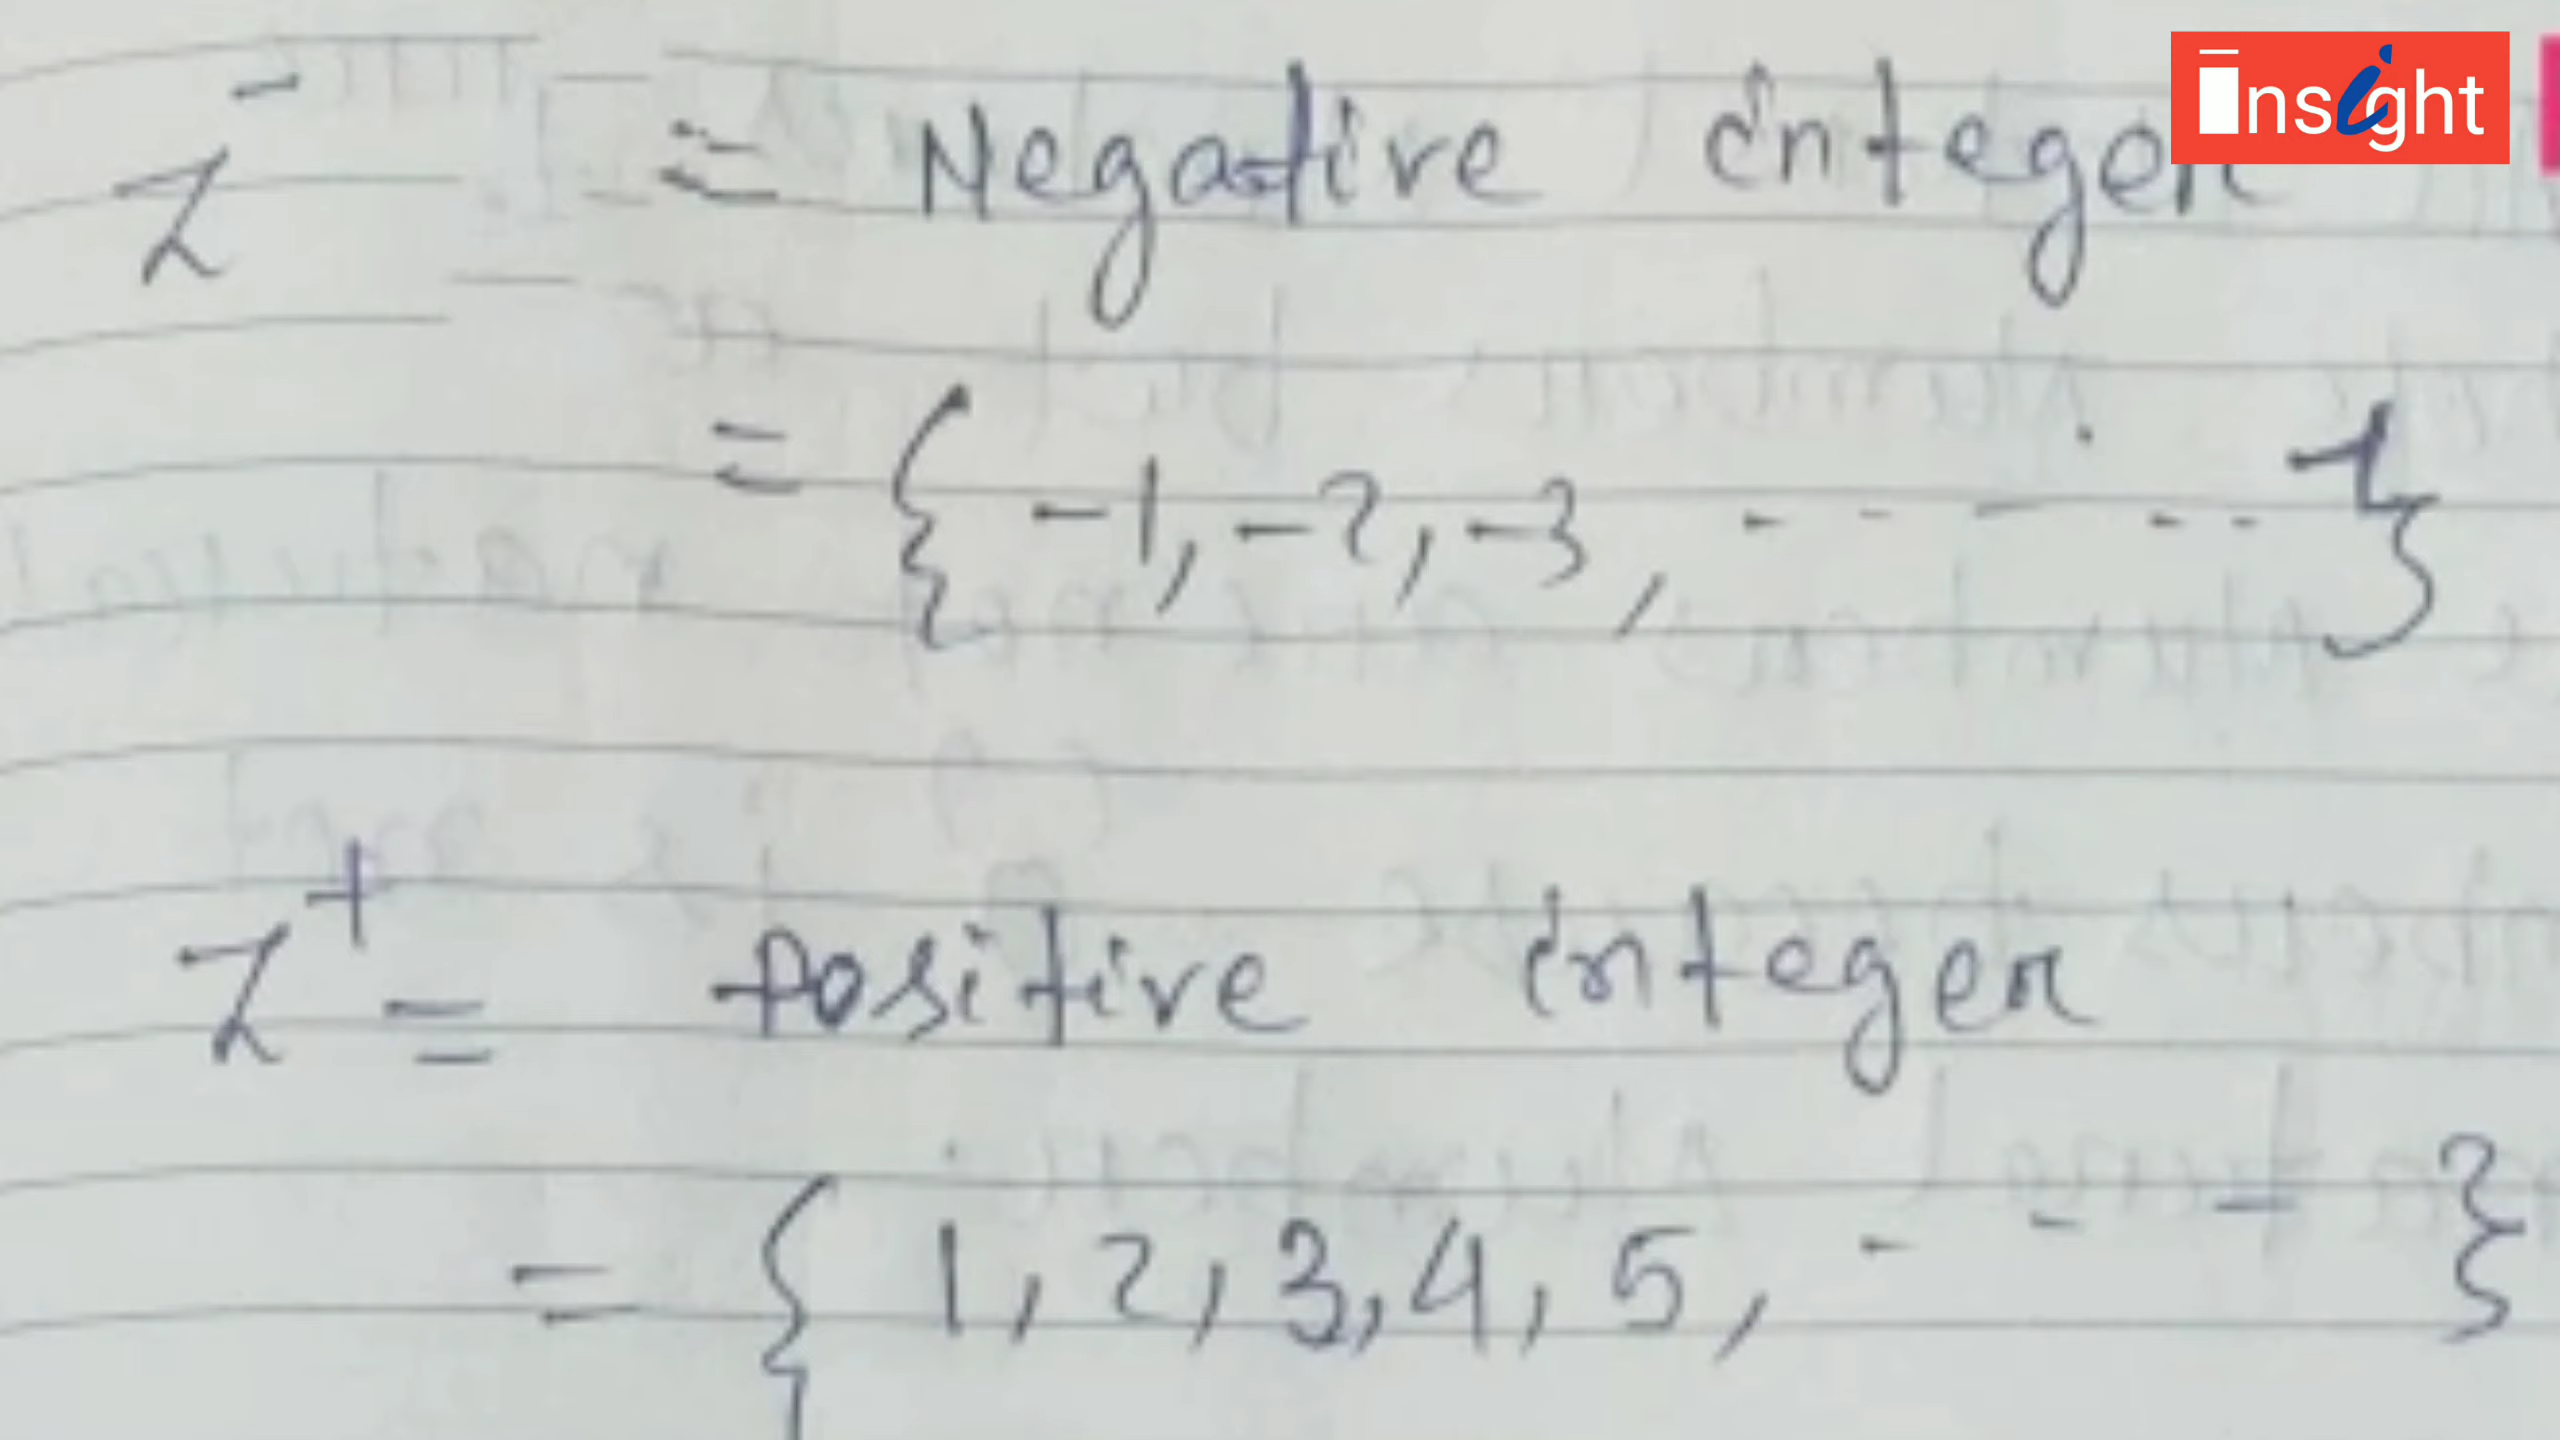 Insight
Z⁻ = Negative integer
= { -1, -2, -3, - - - - - }
Z⁺ = Positive integer
= { 1, 2, 3, 4, 5, - - - }